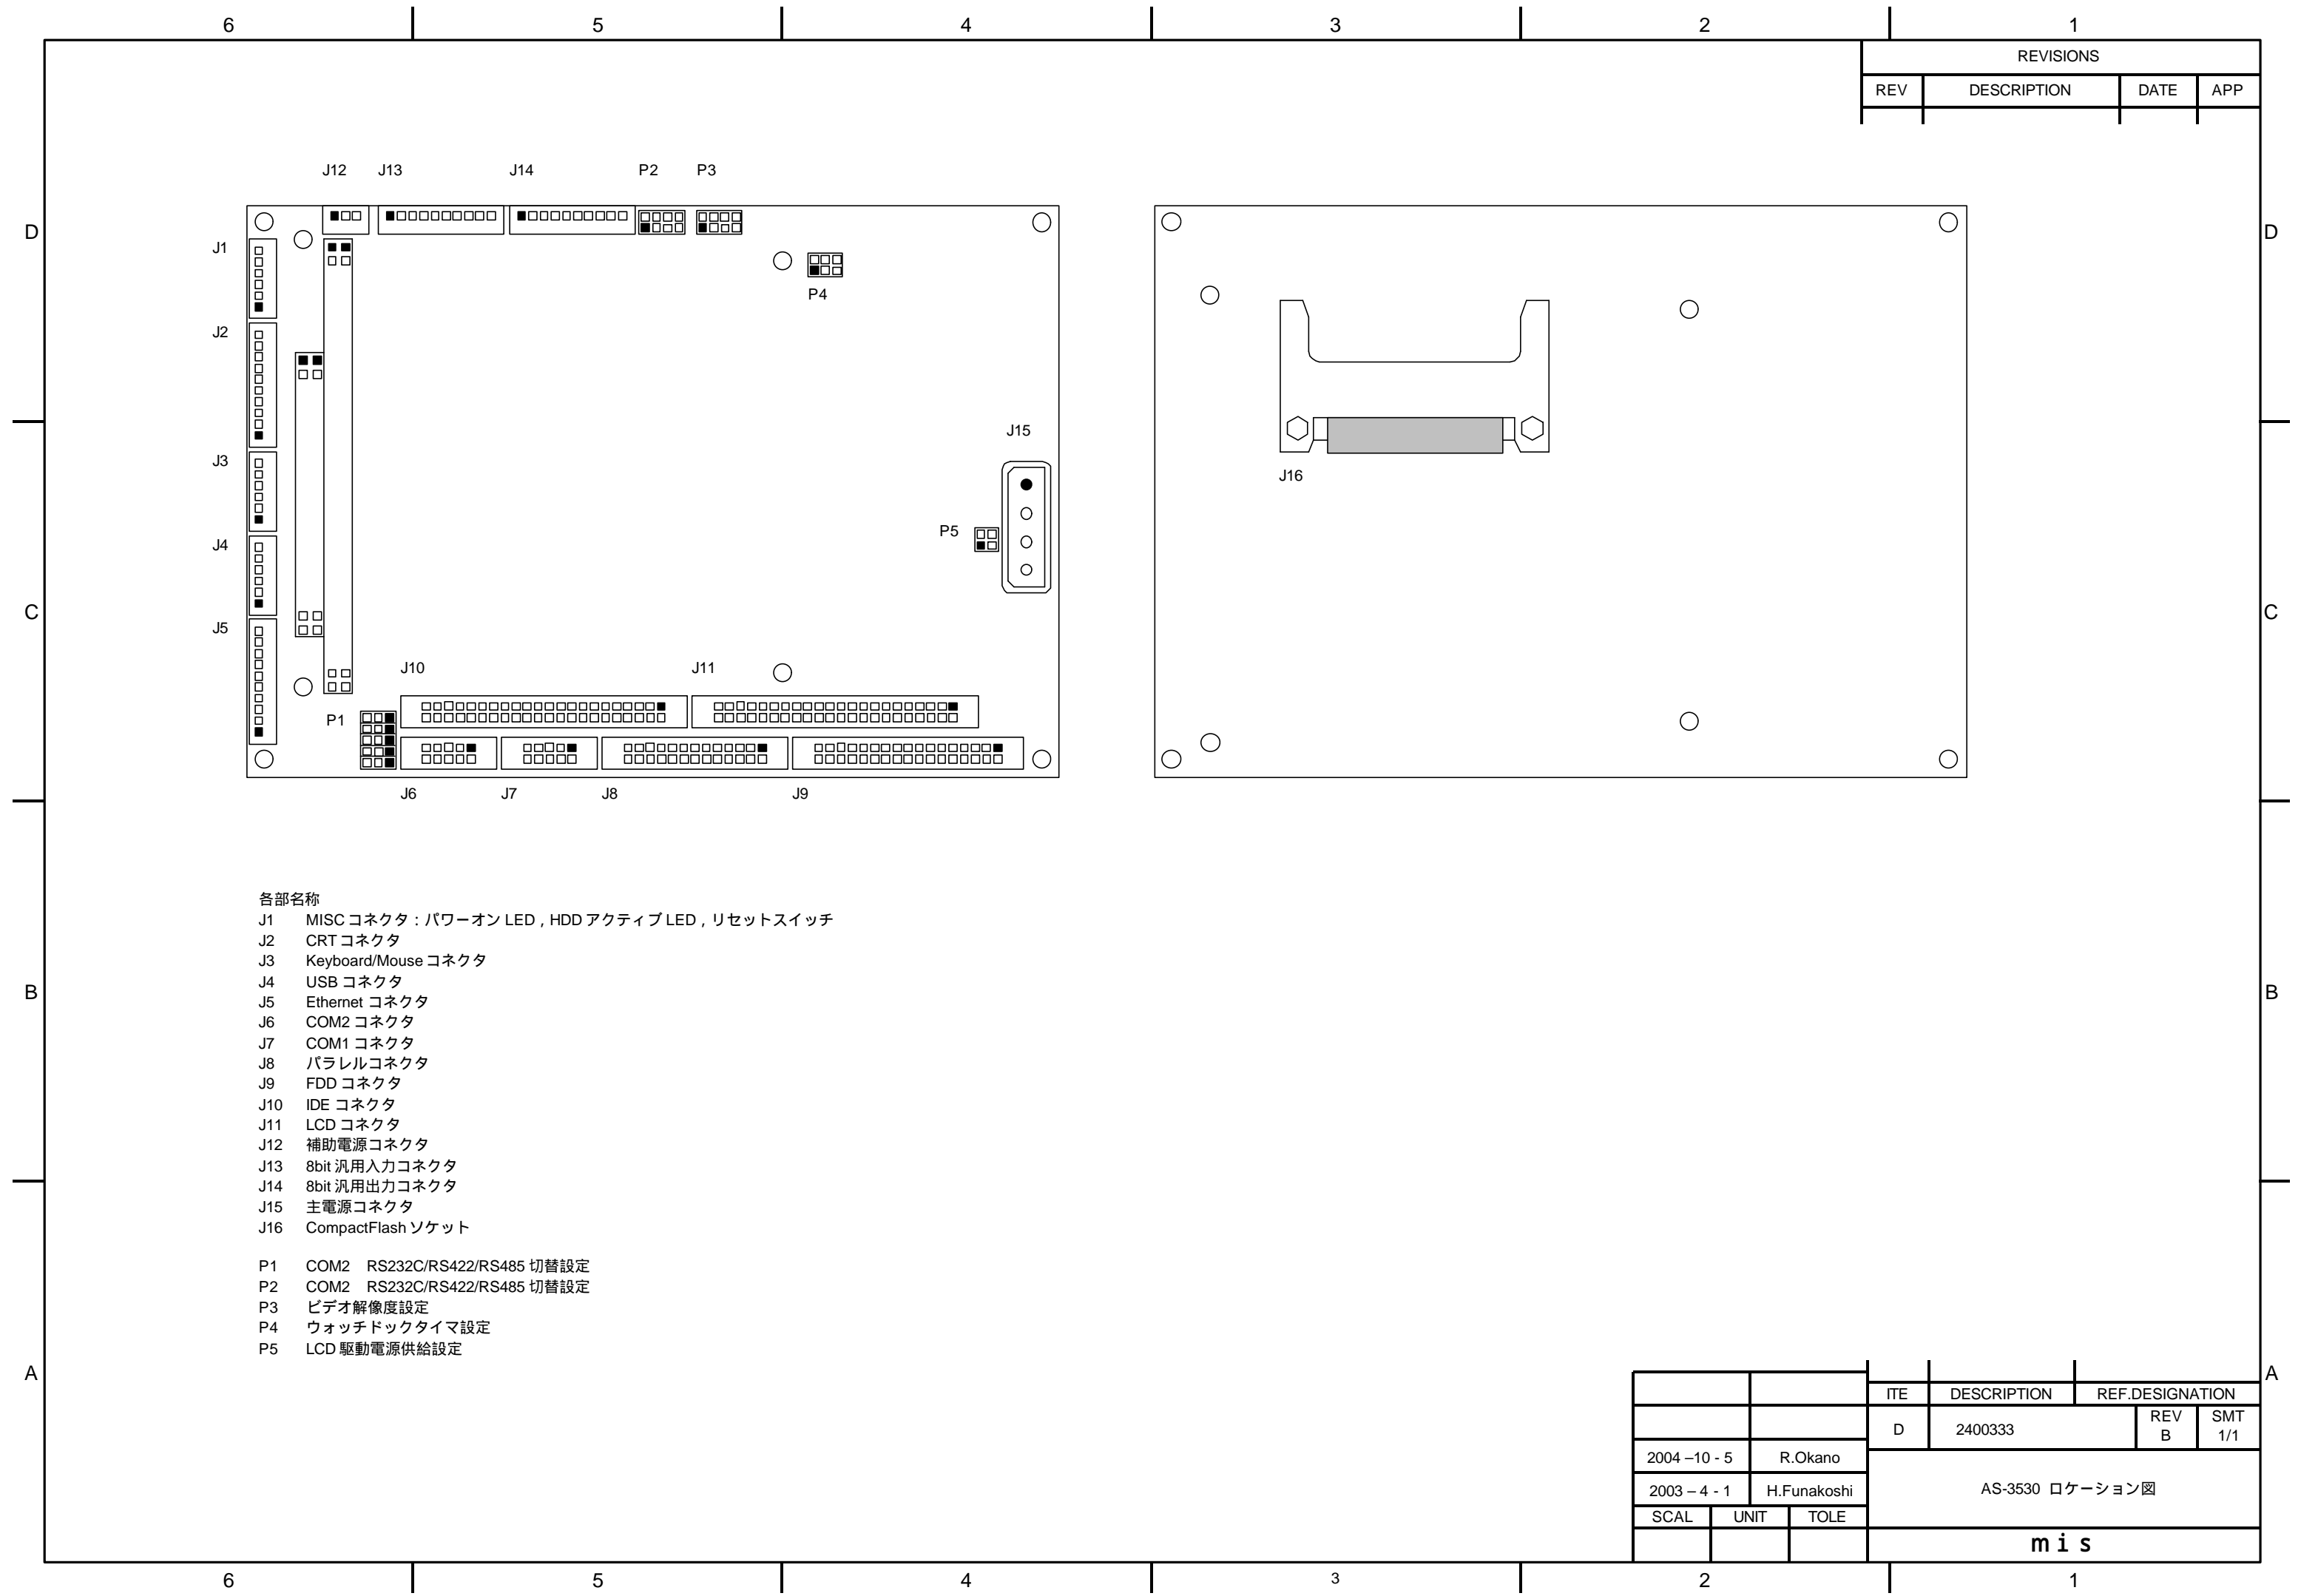 6 5 4 3 2 1
REVISIONS
REV DESCRIPTION DATE APP
J12 J13 J14 P2 P3
D D
J1
P4
J2
J15
J3
J16
P5
J4
C C
J5
J10 J11
P1
J6 J7 J8 J9
各部名称
J1 MISCコネクタ：パワーオン LED , HDD アクティブ LED , リセットスイッチ
J2 CRTコネクタ
J3 Keyboard/Mouse コネクタ
J4 USB コネクタ
B B
J5 Ethernet コネクタ
J6 COM2 コネクタ
J7 COM1 コネクタ
J8 パラレルコネクタ
J9 FDD コネクタ
J10 IDE コネクタ
J11 LCD コネクタ
J12 補助電源コネクタ
J13 8bit 汎用入力コネクタ
J14 8bit 汎用出力コネクタ
J15 主電源コネクタ
J16 CompactFlash ソケット
P1 COM2 RS232C/RS422/RS485 切替設定
P2 COM2 RS232C/RS422/RS485 切替設定
P3 ビデオ解像度設定
P4 ウォッチドックタイマ設定
P5 LCD 駆動電源供給設定
A A
ITE DESCRIPTION REF.DESIGNATION
D 2400333 REV B SMT 1/1
2004 –10 - 5 R.Okano
2003 – 4 - 1 H.Funakoshi
AS-3530 ロケーション図
SCAL UNIT TOLE
mis
6 5 4 3 2 1